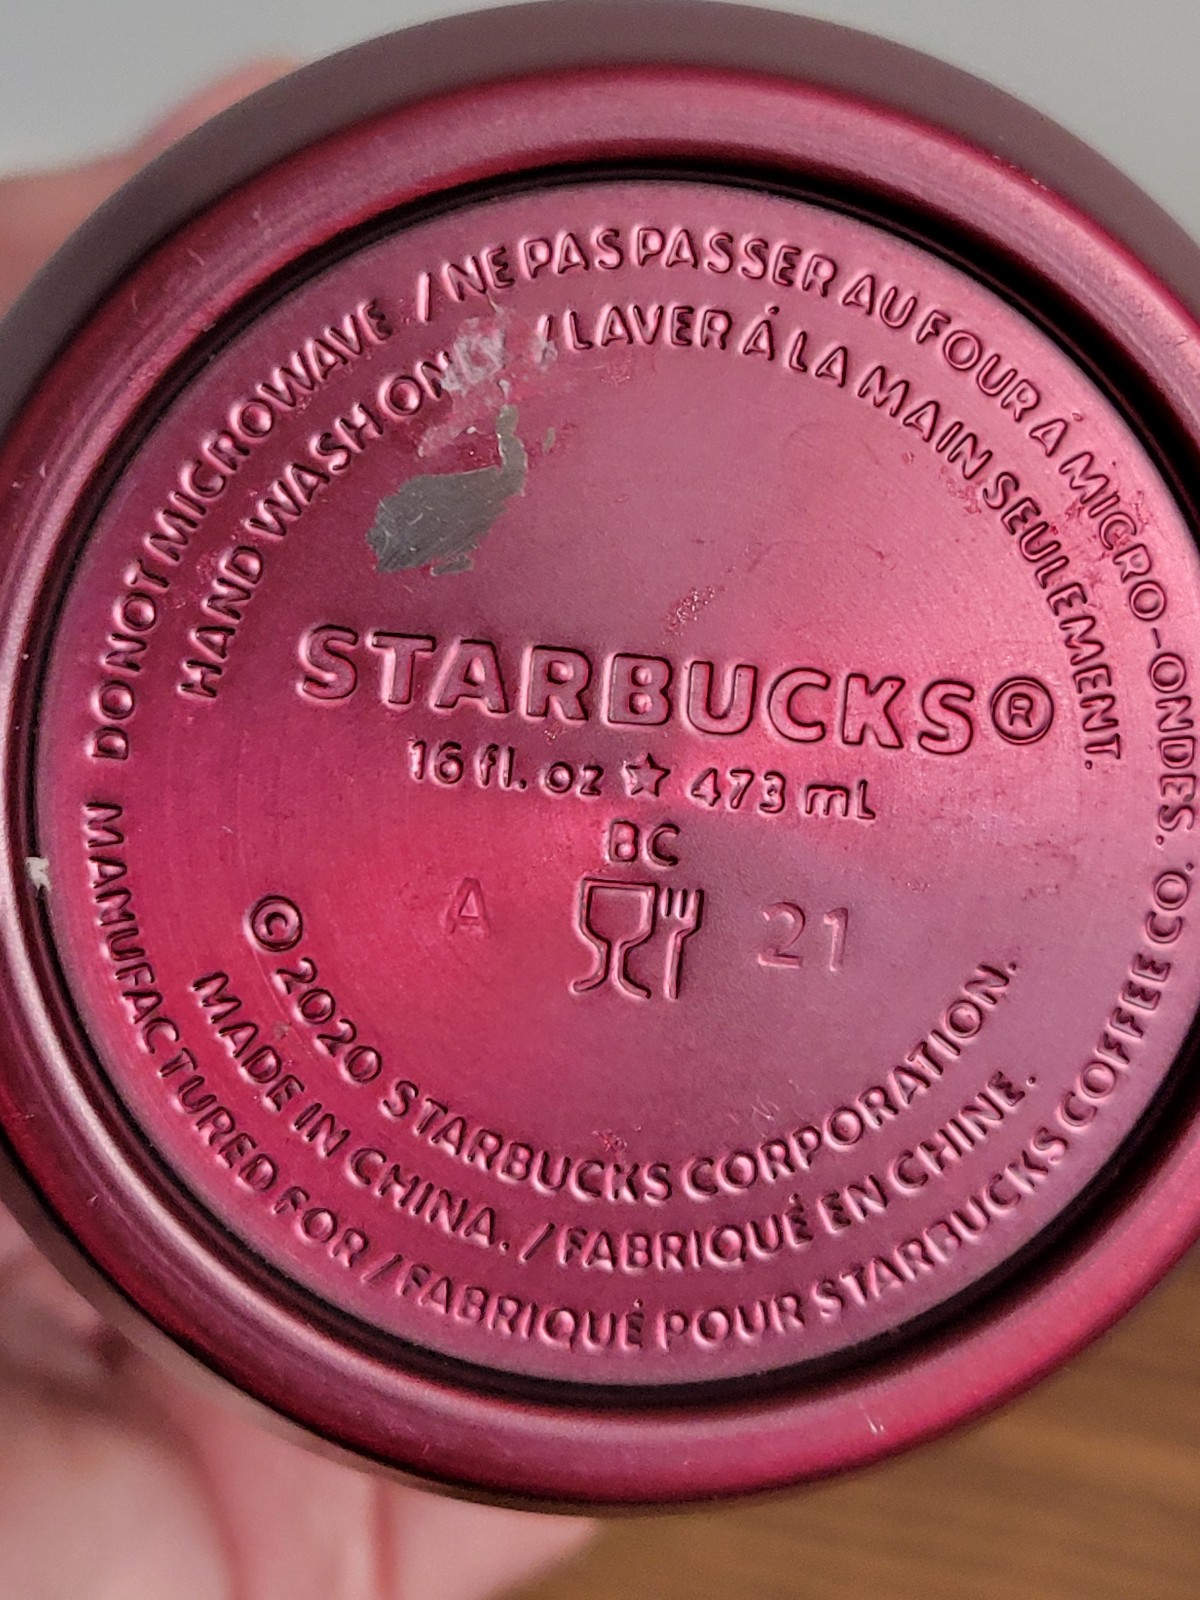 DO NOT MICROWAVE / NE PAS PASSER AU FOUR Á MICRO-ONDES.
HAND WASH ONLY / LAVER Á LA MAIN SEULEMENT.
STARBUCKS®
16 fl. oz ☆ 473 mL
BC
A 21
© 2020 STARBUCKS CORPORATION.
MADE IN CHINA. / FABRIQUÉ EN CHINE.
MANUFACTURED FOR / FABRIQUÉ POUR STARBUCKS COFFEE CO.